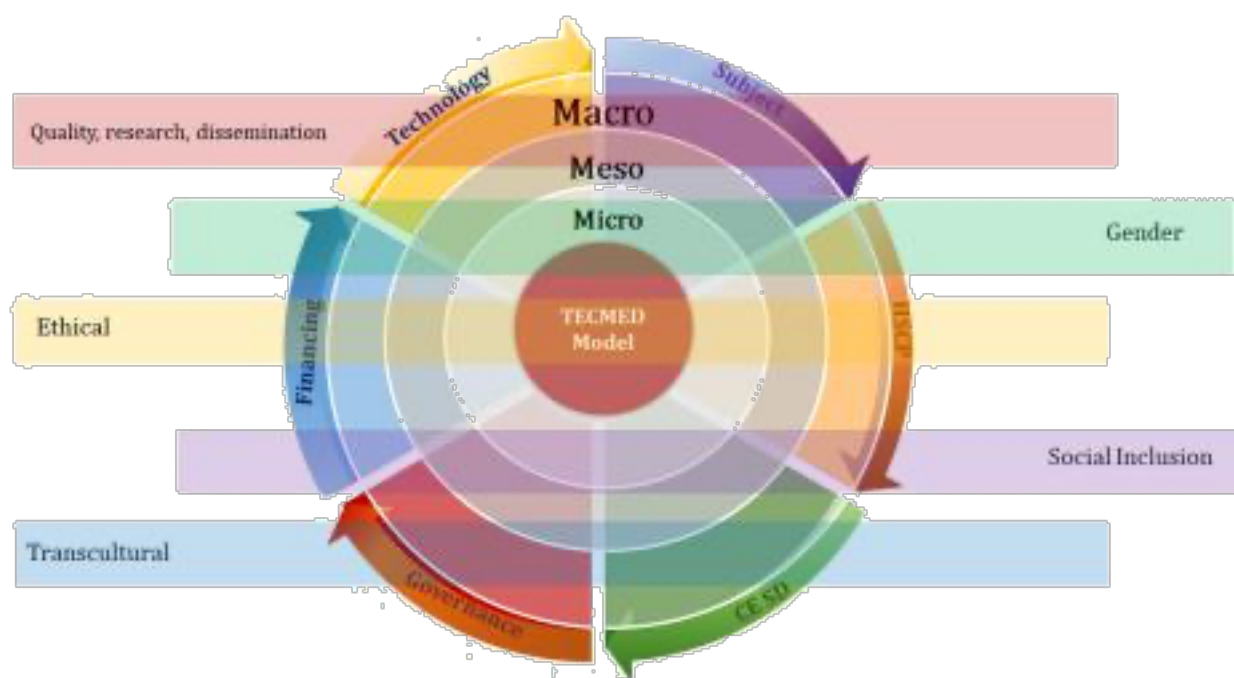 Technology
Subject
Macro
Quality, research, dissemination
Meso
Micro
Gender
HSCP
TECMED
Model
Ethical
Financing
Social Inclusion
Transcultural
Governance
CE SD